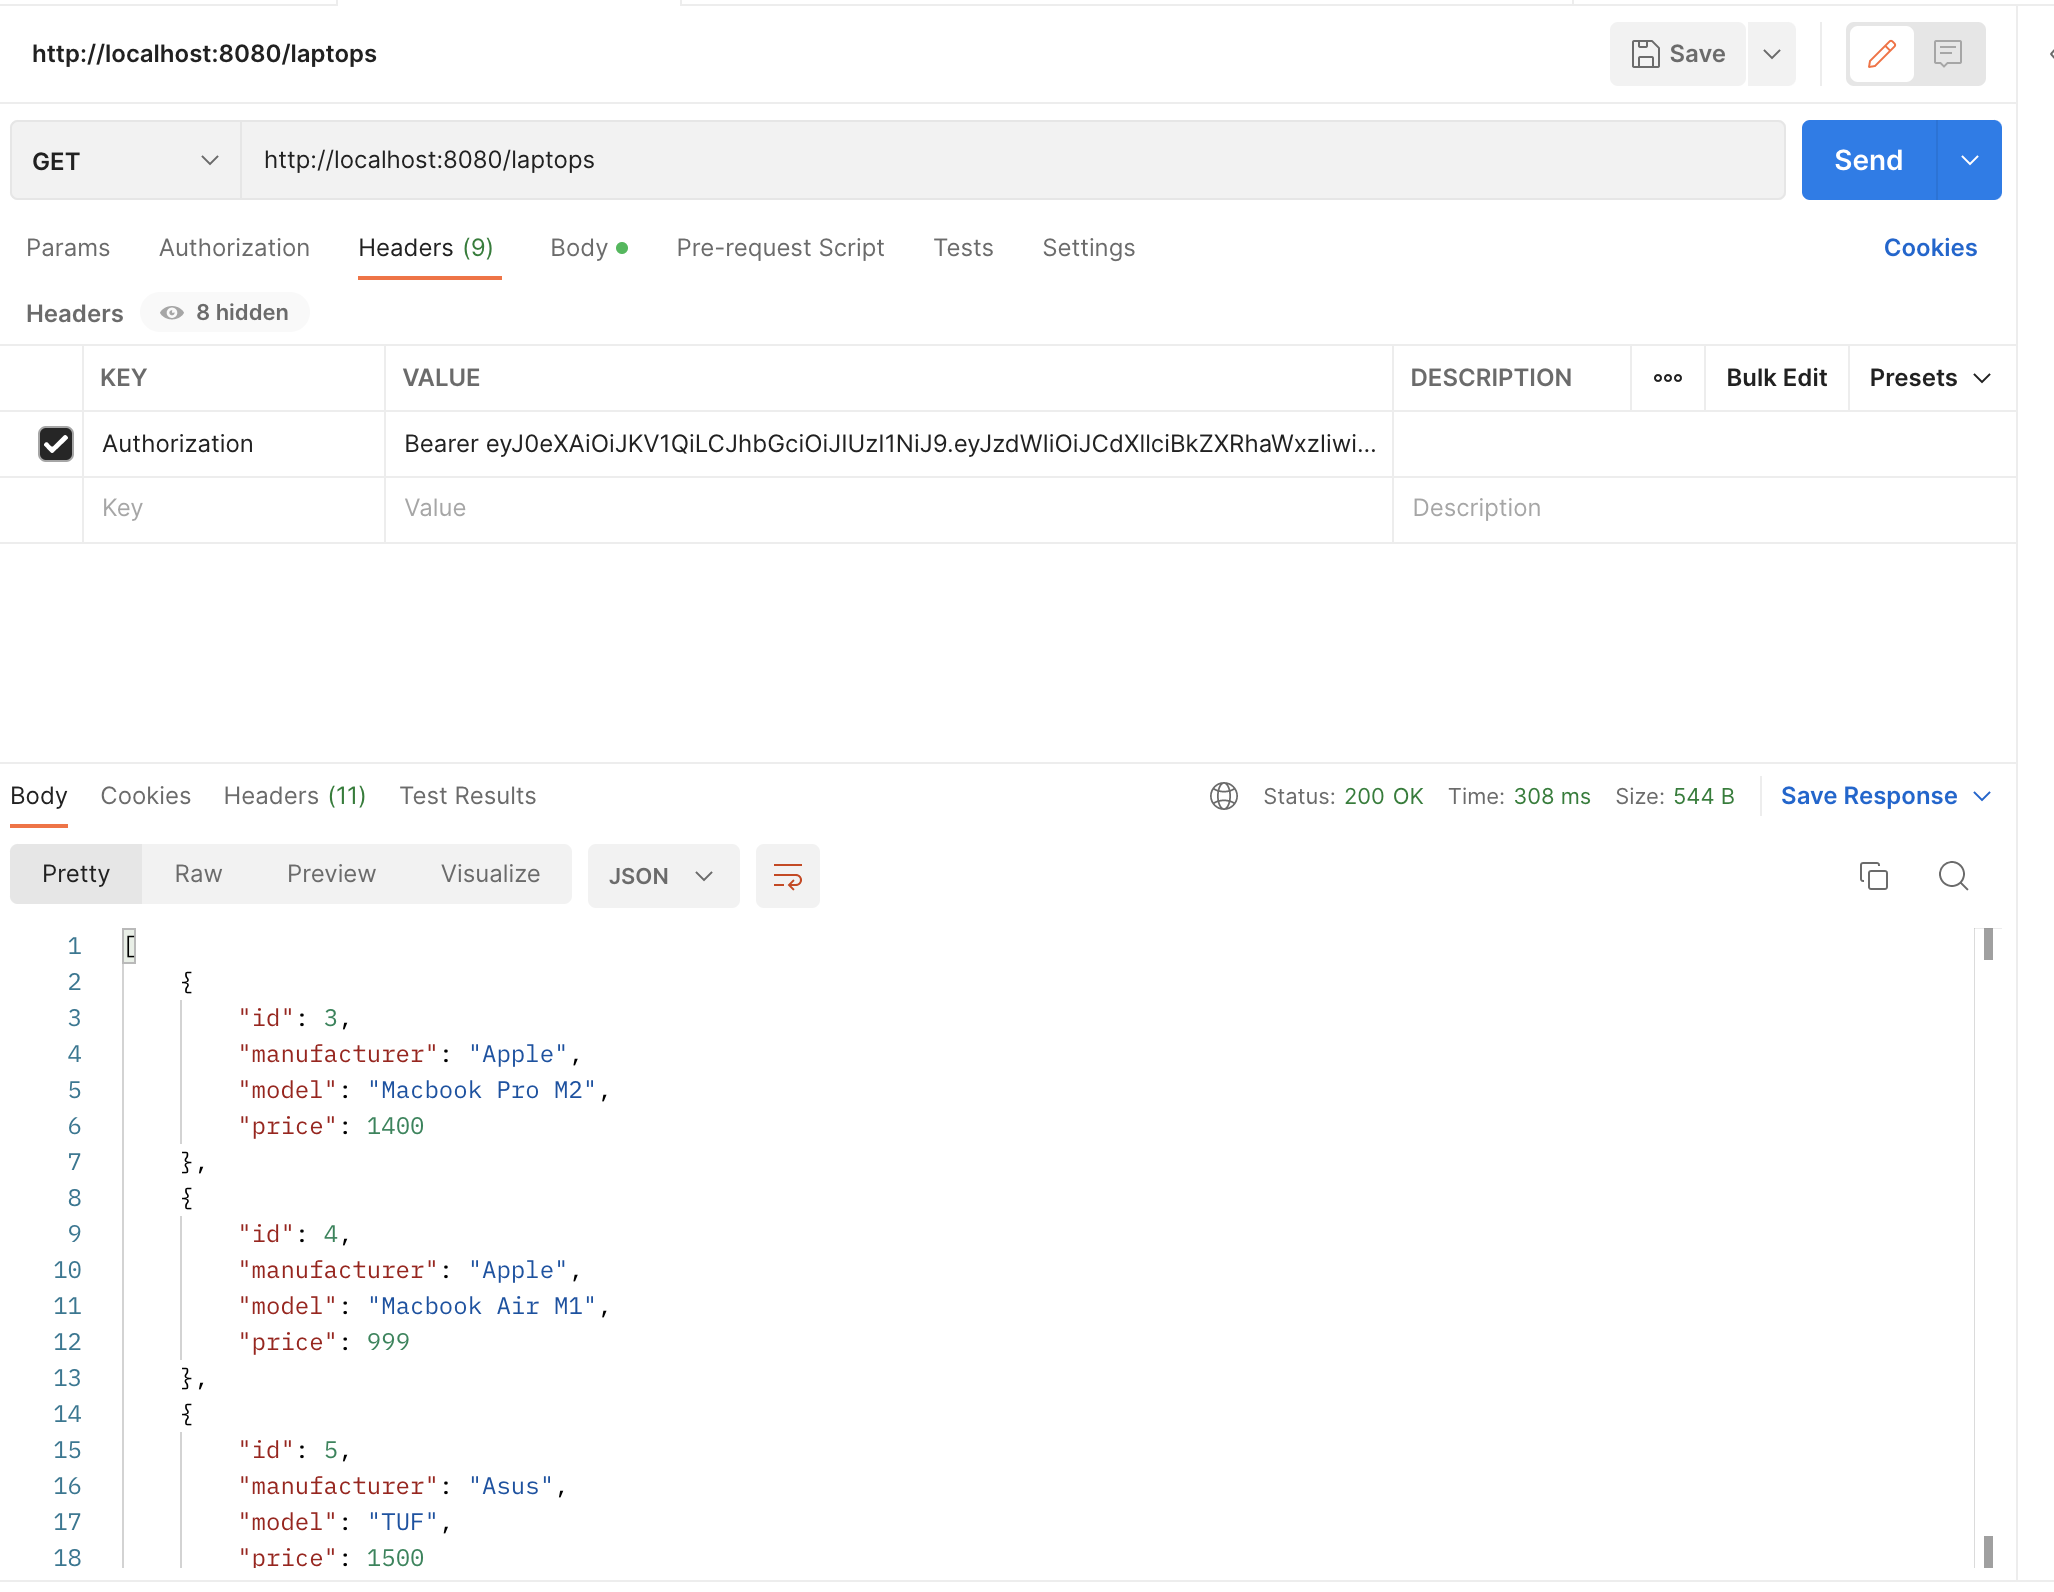 http://localhost:8080/laptops
Save
GET
http://localhost:8080/laptops
Send
Params Authorization Headers (9) Body Pre-request Script Tests Settings Cookies
Headers 8 hidden
KEY VALUE DESCRIPTION ooo Bulk Edit Presets
Authorization Bearer eyJ0eXAiOiJKV1QiLCJhbGciOiJIUzI1NiJ9.eyJzdWIiOiJCdXllciBkZXRhaWxzIiwi...
Key Value Description
Body Cookies Headers (11) Test Results Status: 200 OK Time: 308 ms Size: 544 B Save Response
Pretty Raw Preview Visualize JSON
1 [
2 {
3 "id": 3,
4 "manufacturer": "Apple",
5 "model": "Macbook Pro M2",
6 "price": 1400
7 },
8 {
9 "id": 4,
10 "manufacturer": "Apple",
11 "model": "Macbook Air M1",
12 "price": 999
13 },
14 {
15 "id": 5,
16 "manufacturer": "Asus",
17 "model": "TUF",
18 "price": 1500